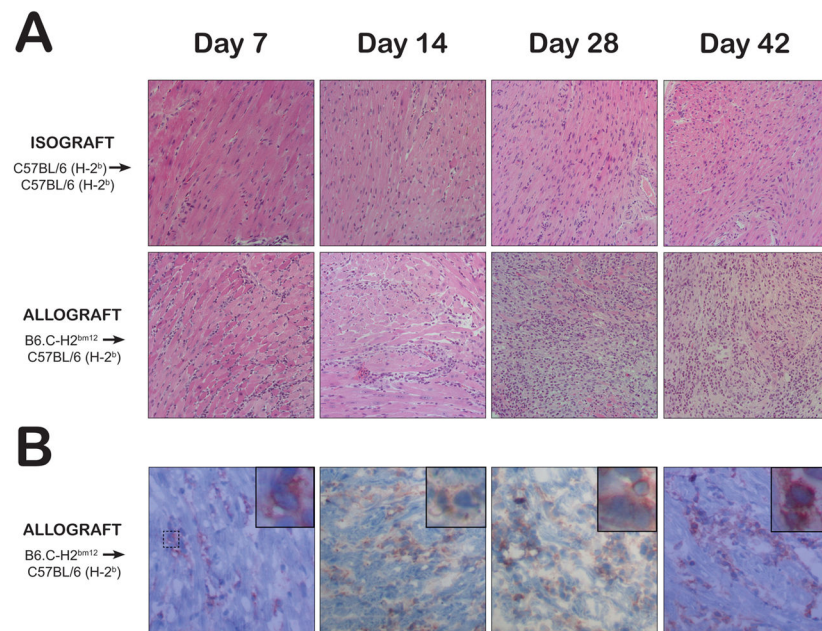 A
Day 7 Day 14 Day 28 Day 42
ISOGRAFT
C57BL/6 (H-2ᵇ)
C57BL/6 (H-2ᵇ)
ALLOGRAFT
B6.C-H2ᵇᵐ¹²
C57BL/6 (H-2ᵇ)
B
ALLOGRAFT
B6.C-H2ᵇᵐ¹²
C57BL/6 (H-2ᵇ)